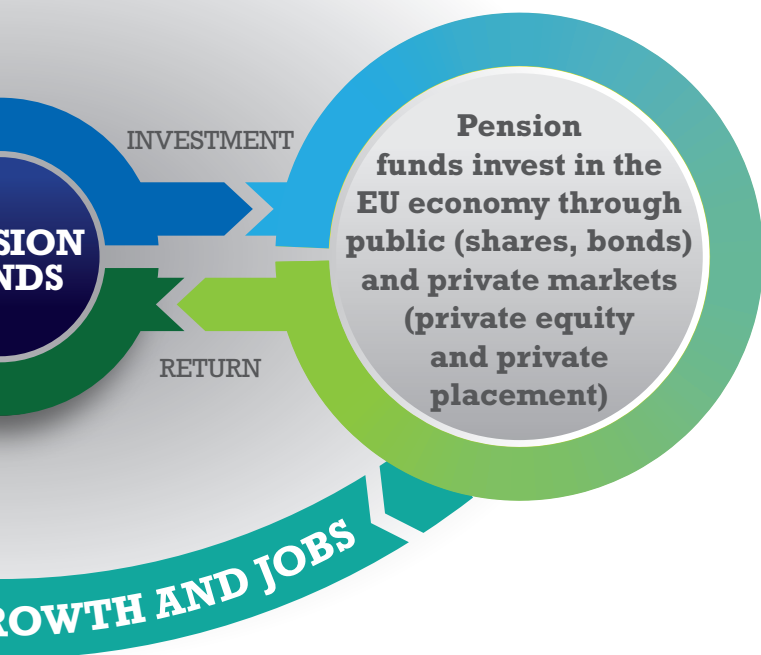 INVESTMENT
SION
NDS
RETURN
Pension
funds invest in the
EU economy through
public (shares, bonds)
and private markets
(private equity
and private
placement)
ROWTH AND JOBS